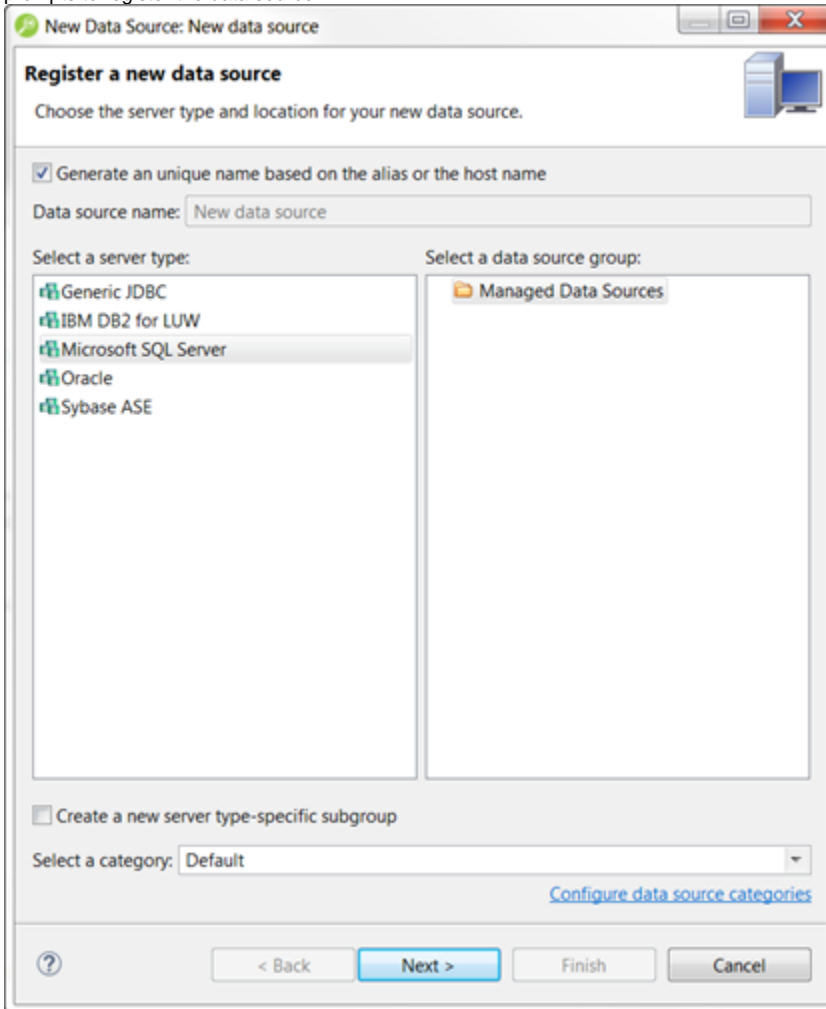 New Data Source: New data source
Register a new data source
Choose the server type and location for your new data source.
Generate an unique name based on the alias or the host name
Data source name: New data source
Select a server type:
Generic JDBC
IBM DB2 for LUW
Microsoft SQL Server
Oracle
Sybase ASE
Select a data source group:
Managed Data Sources
Create a new server type-specific subgroup
Select a category: Default
Configure data source categories
< Back
Next >
Finish
Cancel